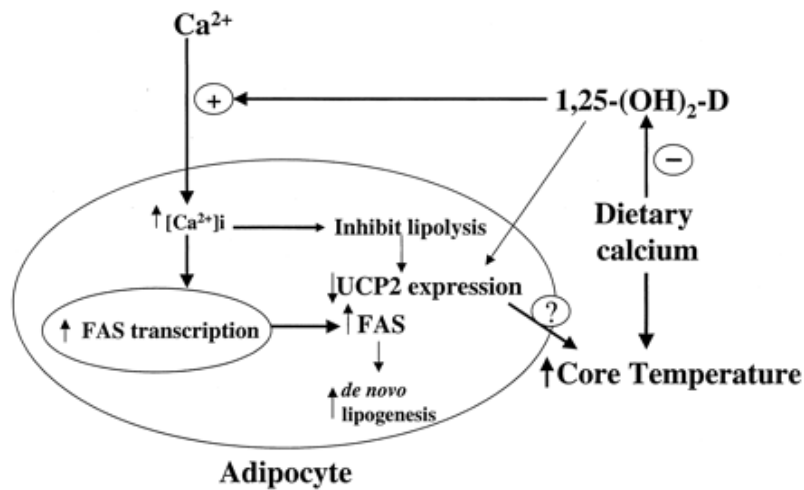 Ca²⁺
+
1,25-(OH)₂-D
−
Dietary
calcium
↑[Ca²⁺]i
Inhibit lipolysis
↓UCP2 expression
?
↑ FAS transcription
↑FAS
↑Core Temperature
↑ de novo
lipogenesis
Adipocyte